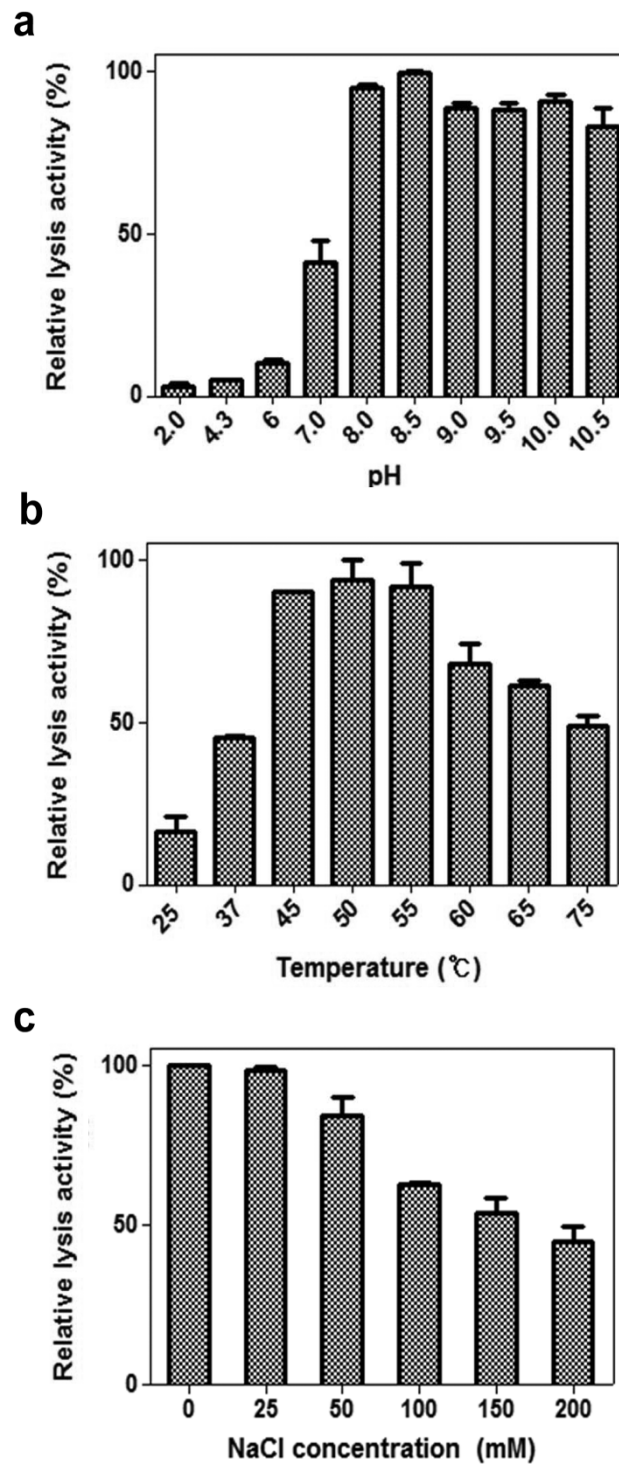 a
Relative lysis activity (%)
100
50
0
2.0 4.3 6 7.0 8.0 8.5 9.0 9.5 10.0 10.5
pH
b
Relative lysis activity (%)
100
50
0
25 37 45 50 55 60 65 75
Temperature (℃)
c
Relative lysis activity (%)
100
50
0
0 25 50 100 150 200
NaCl concentration (mM)